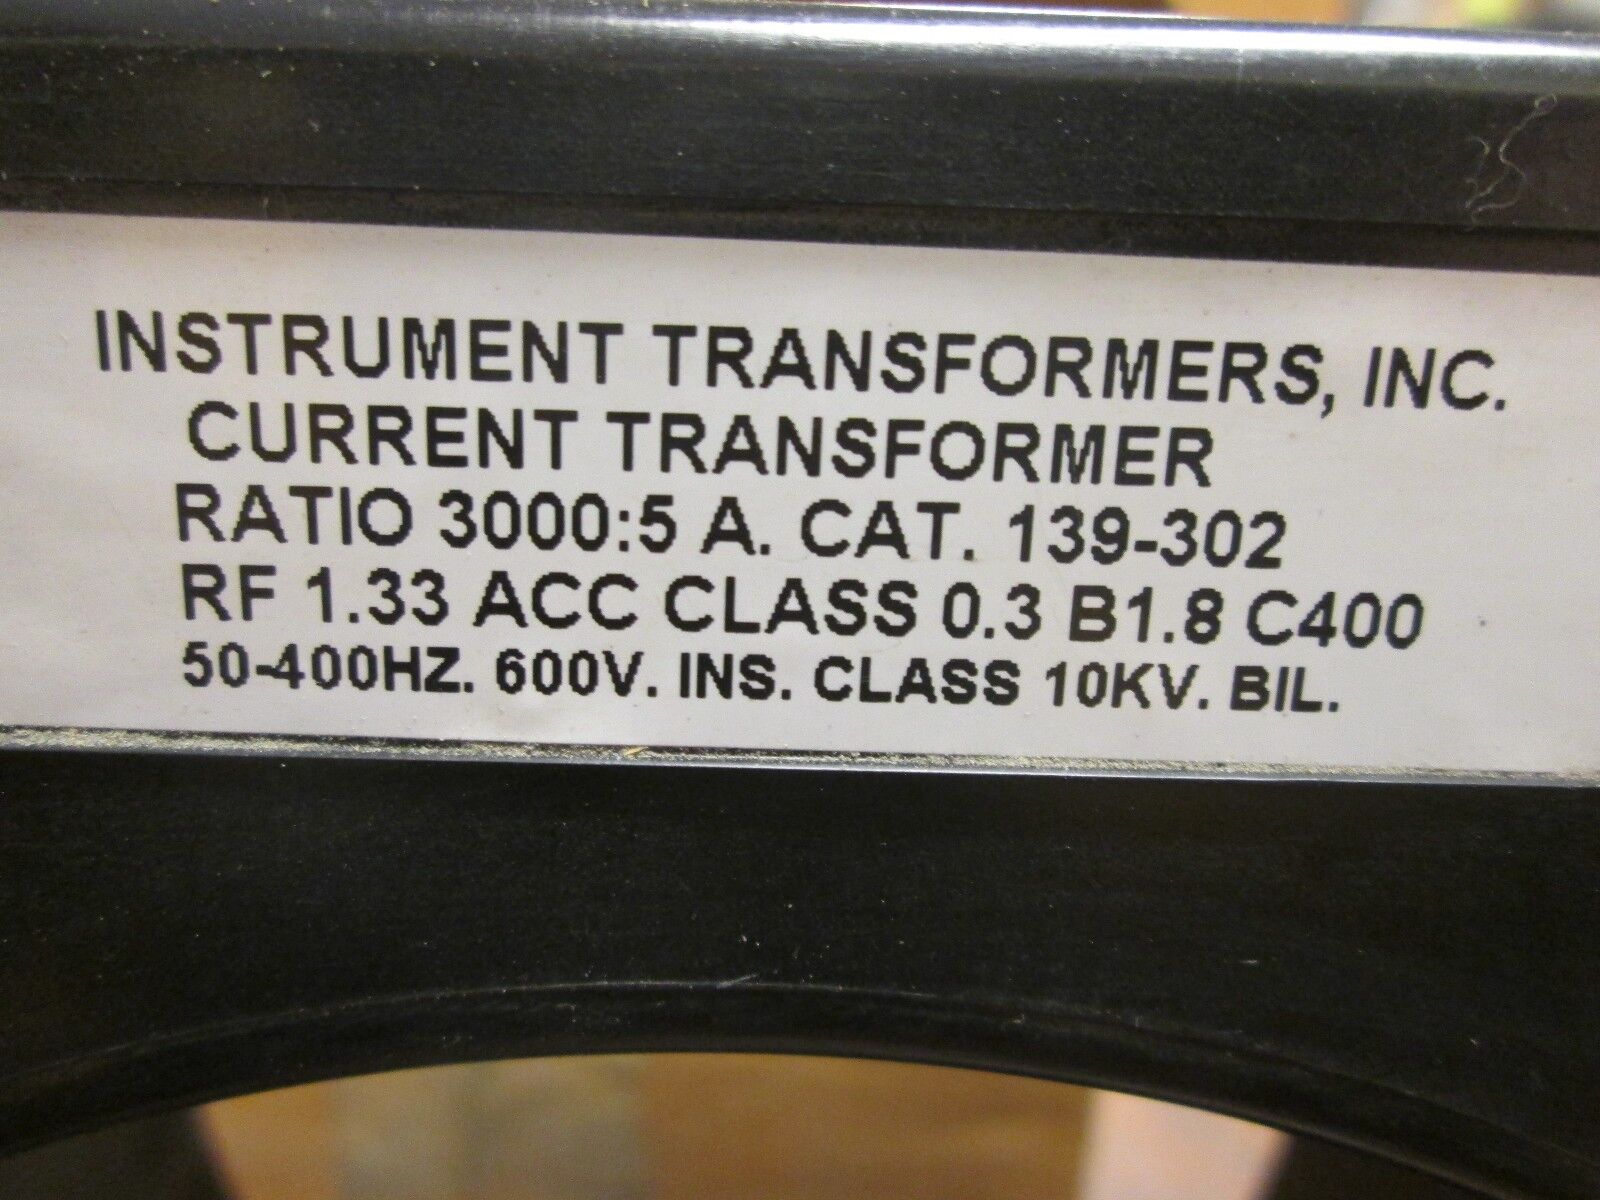 INSTRUMENT TRANSFORMERS, INC.
CURRENT TRANSFORMER
RATIO 3000:5 A. CAT. 139-302
RF 1.33 ACC CLASS 0.3 B1.8 C400
50-400HZ. 600V. INS. CLASS 10KV. BIL.